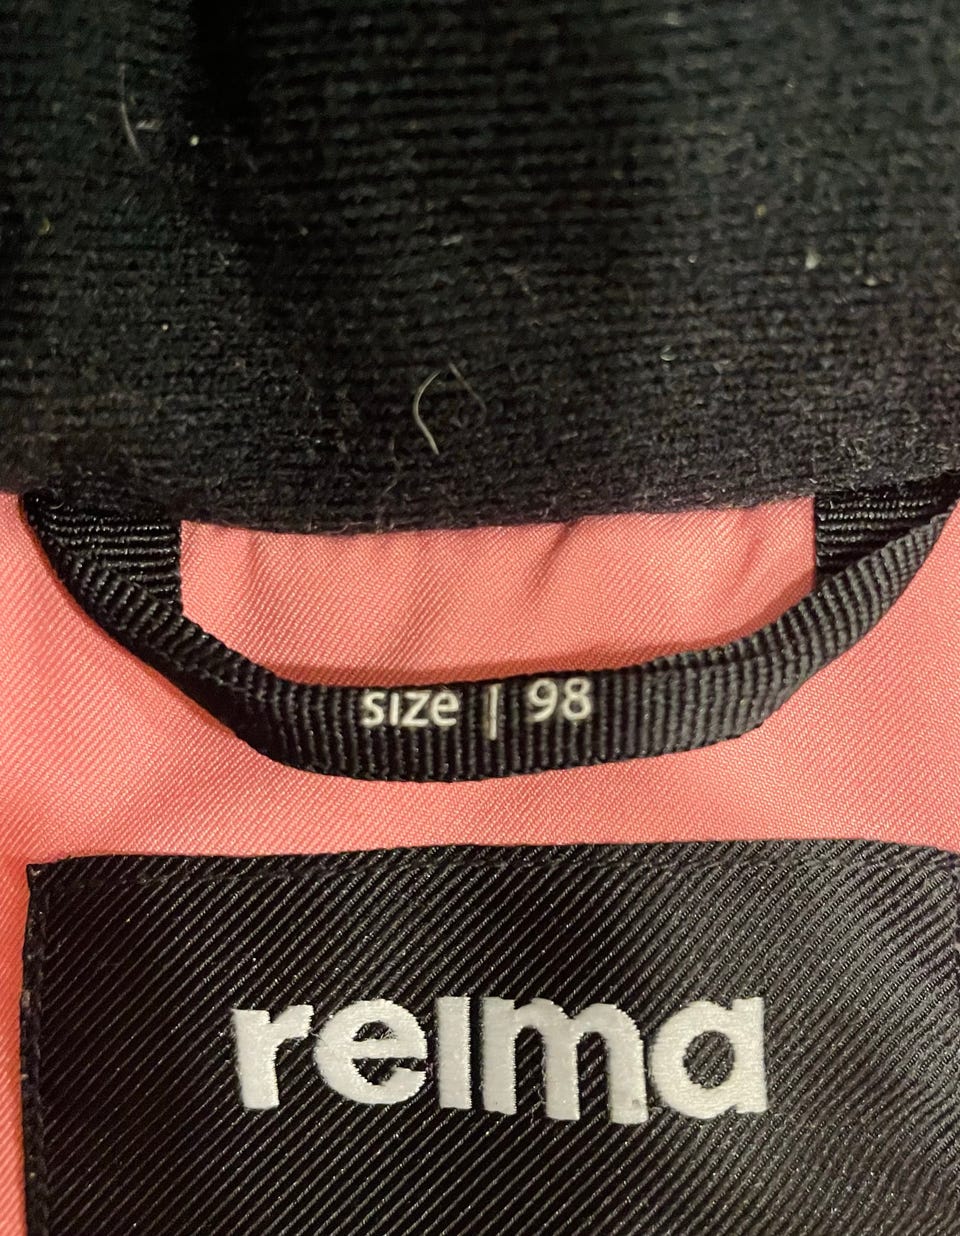 size | 98
reima